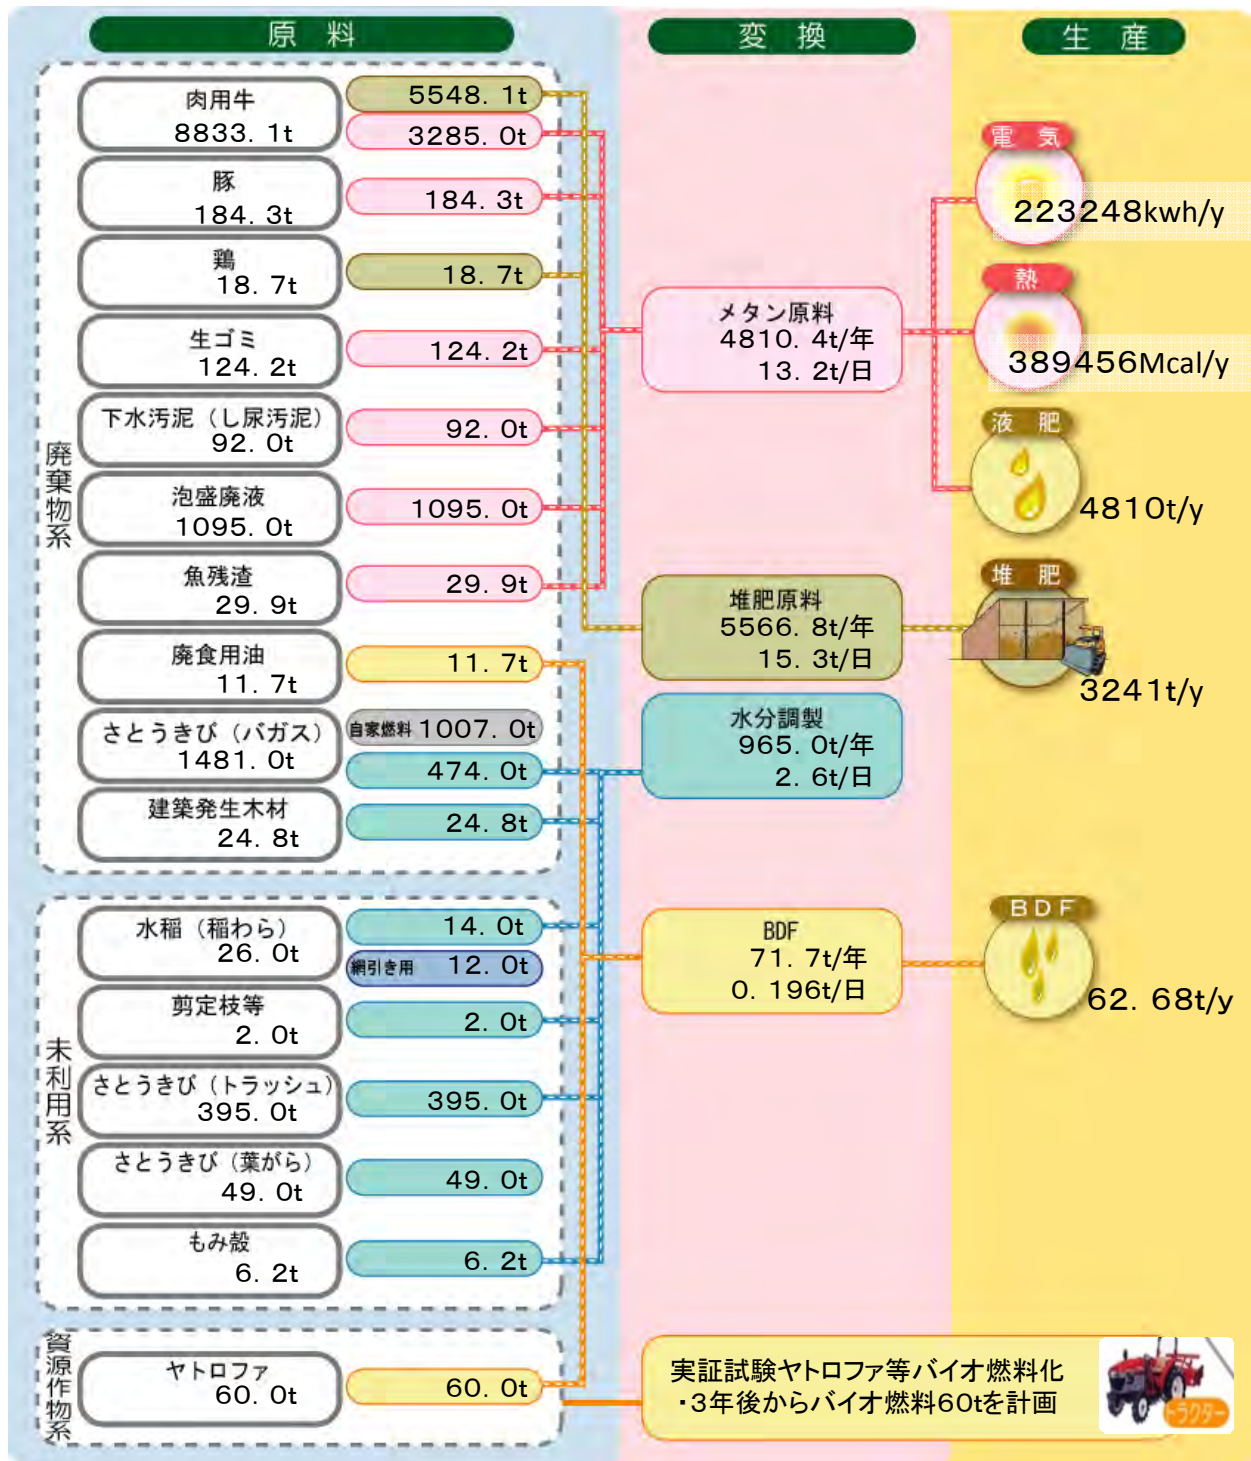 原 料
変 換
生 産
廃棄物系
肉用牛
8833. 1t
5548. 1t
3285. 0t
豚
184. 3t
184. 3t
鶏
18. 7t
18. 7t
生ゴミ
124. 2t
124. 2t
下水汚泥（し尿汚泥）
92. 0t
92. 0t
泡盛廃液
1095. 0t
1095. 0t
魚残渣
29. 9t
29. 9t
廃食用油
11. 7t
11. 7t
さとうきび（バガス）
1481. 0t
自家燃料 1007. 0t
474. 0t
建築発生木材
24. 8t
24. 8t
未利用系
水稲（稲わら）
26. 0t
14. 0t
網引き用 12. 0t
剪定枝等
2. 0t
2. 0t
さとうきび（トラッシュ）
395. 0t
395. 0t
さとうきび（葉がら）
49. 0t
49. 0t
もみ殻
6. 2t
6. 2t
資源作物系
ヤトロファ
60. 0t
60. 0t
メタン原料
4810. 4t/年
13. 2t/日
堆肥原料
5566. 8t/年
15. 3t/日
水分調製
965. 0t/年
2. 6t/日
BDF
71. 7t/年
0. 196t/日
電 気
223248kwh/y
熱
389456Mcal/y
液 肥
4810t/y
堆 肥
3241t/y
BDF
62. 68t/y
実証試験ヤトロファ等バイオ燃料化
・3年後からバイオ燃料60tを計画
トラクター